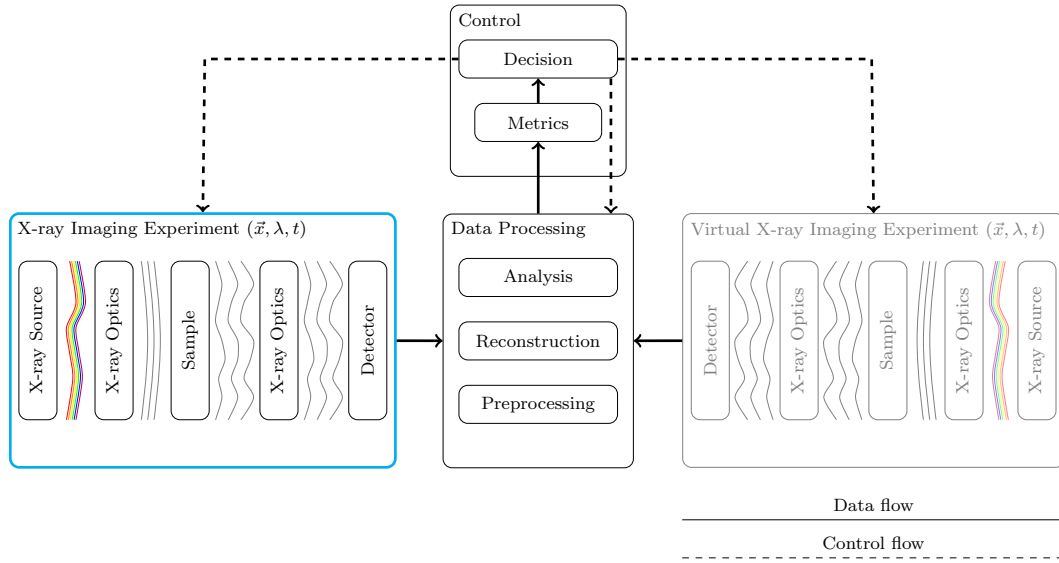 Control
Decision
Metrics
X-ray Imaging Experiment (x⃗, λ, t)
X-ray Source
X-ray Optics
Sample
X-ray Optics
Detector
Data Processing
Analysis
Reconstruction
Preprocessing
Virtual X-ray Imaging Experiment (x⃗, λ, t)
Detector
X-ray Optics
Sample
X-ray Optics
X-ray Source
Data flow
Control flow